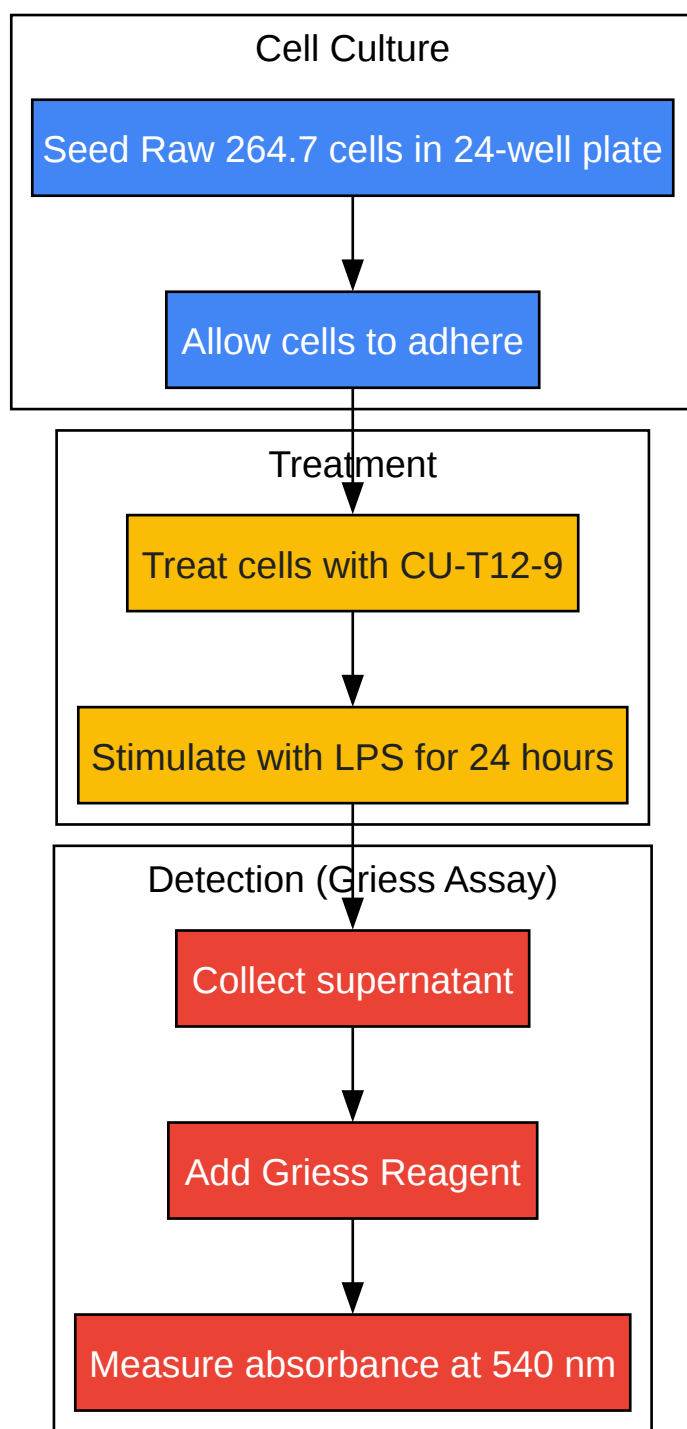 Cell Culture
Seed Raw 264.7 cells in 24-well plate
Allow cells to adhere
Treatment
Treat cells with CU-T12-9
Stimulate with LPS for 24 hours
Detection (Griess Assay)
Collect supernatant
Add Griess Reagent
Measure absorbance at 540 nm